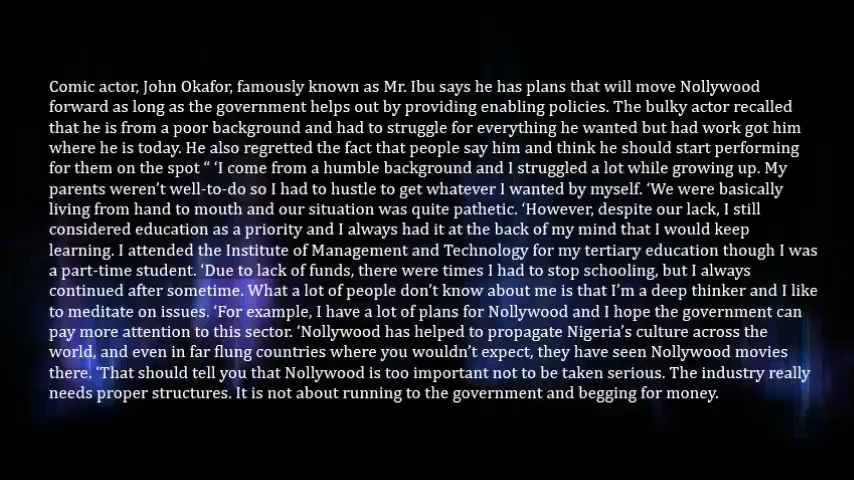 Comic actor, John Okafor, famously known as Mr. Ibu says he has plans that will move Nollywood
forward as long as the government helps out by providing enabling policies. The bulky actor recalled
that he is from a poor background and had to struggle for everything he wanted but had work got him
where he is today. He also regretted the fact that people say him and think he should start performing
for them on the spot “ ‘I come from a humble background and I struggled a lot while growing up. My
parents weren’t well-to-do so I had to hustle to get whatever I wanted by myself. ‘We were basically
living from hand to mouth and our situation was quite pathetic. ‘However, despite our lack, I still
considered education as a priority and I always had it at the back of my mind that I would keep
learning. I attended the Institute of Management and Technology for my tertiary education though I was
a part-time student. ‘Due to lack of funds, there were times I had to stop schooling, but I always
continued after sometime. What a lot of people don’t know about me is that I’m a deep thinker and I like
to meditate on issues. ‘For example, I have a lot of plans for Nollywood and I hope the government can
pay more attention to this sector. ‘Nollywood has helped to propagate Nigeria’s culture across the
world, and even in far flung countries where you wouldn’t expect, they have seen Nollywood movies
there. ‘That should tell you that Nollywood is too important not to be taken serious. The industry really
needs proper structures. It is not about running to the government and begging for money.